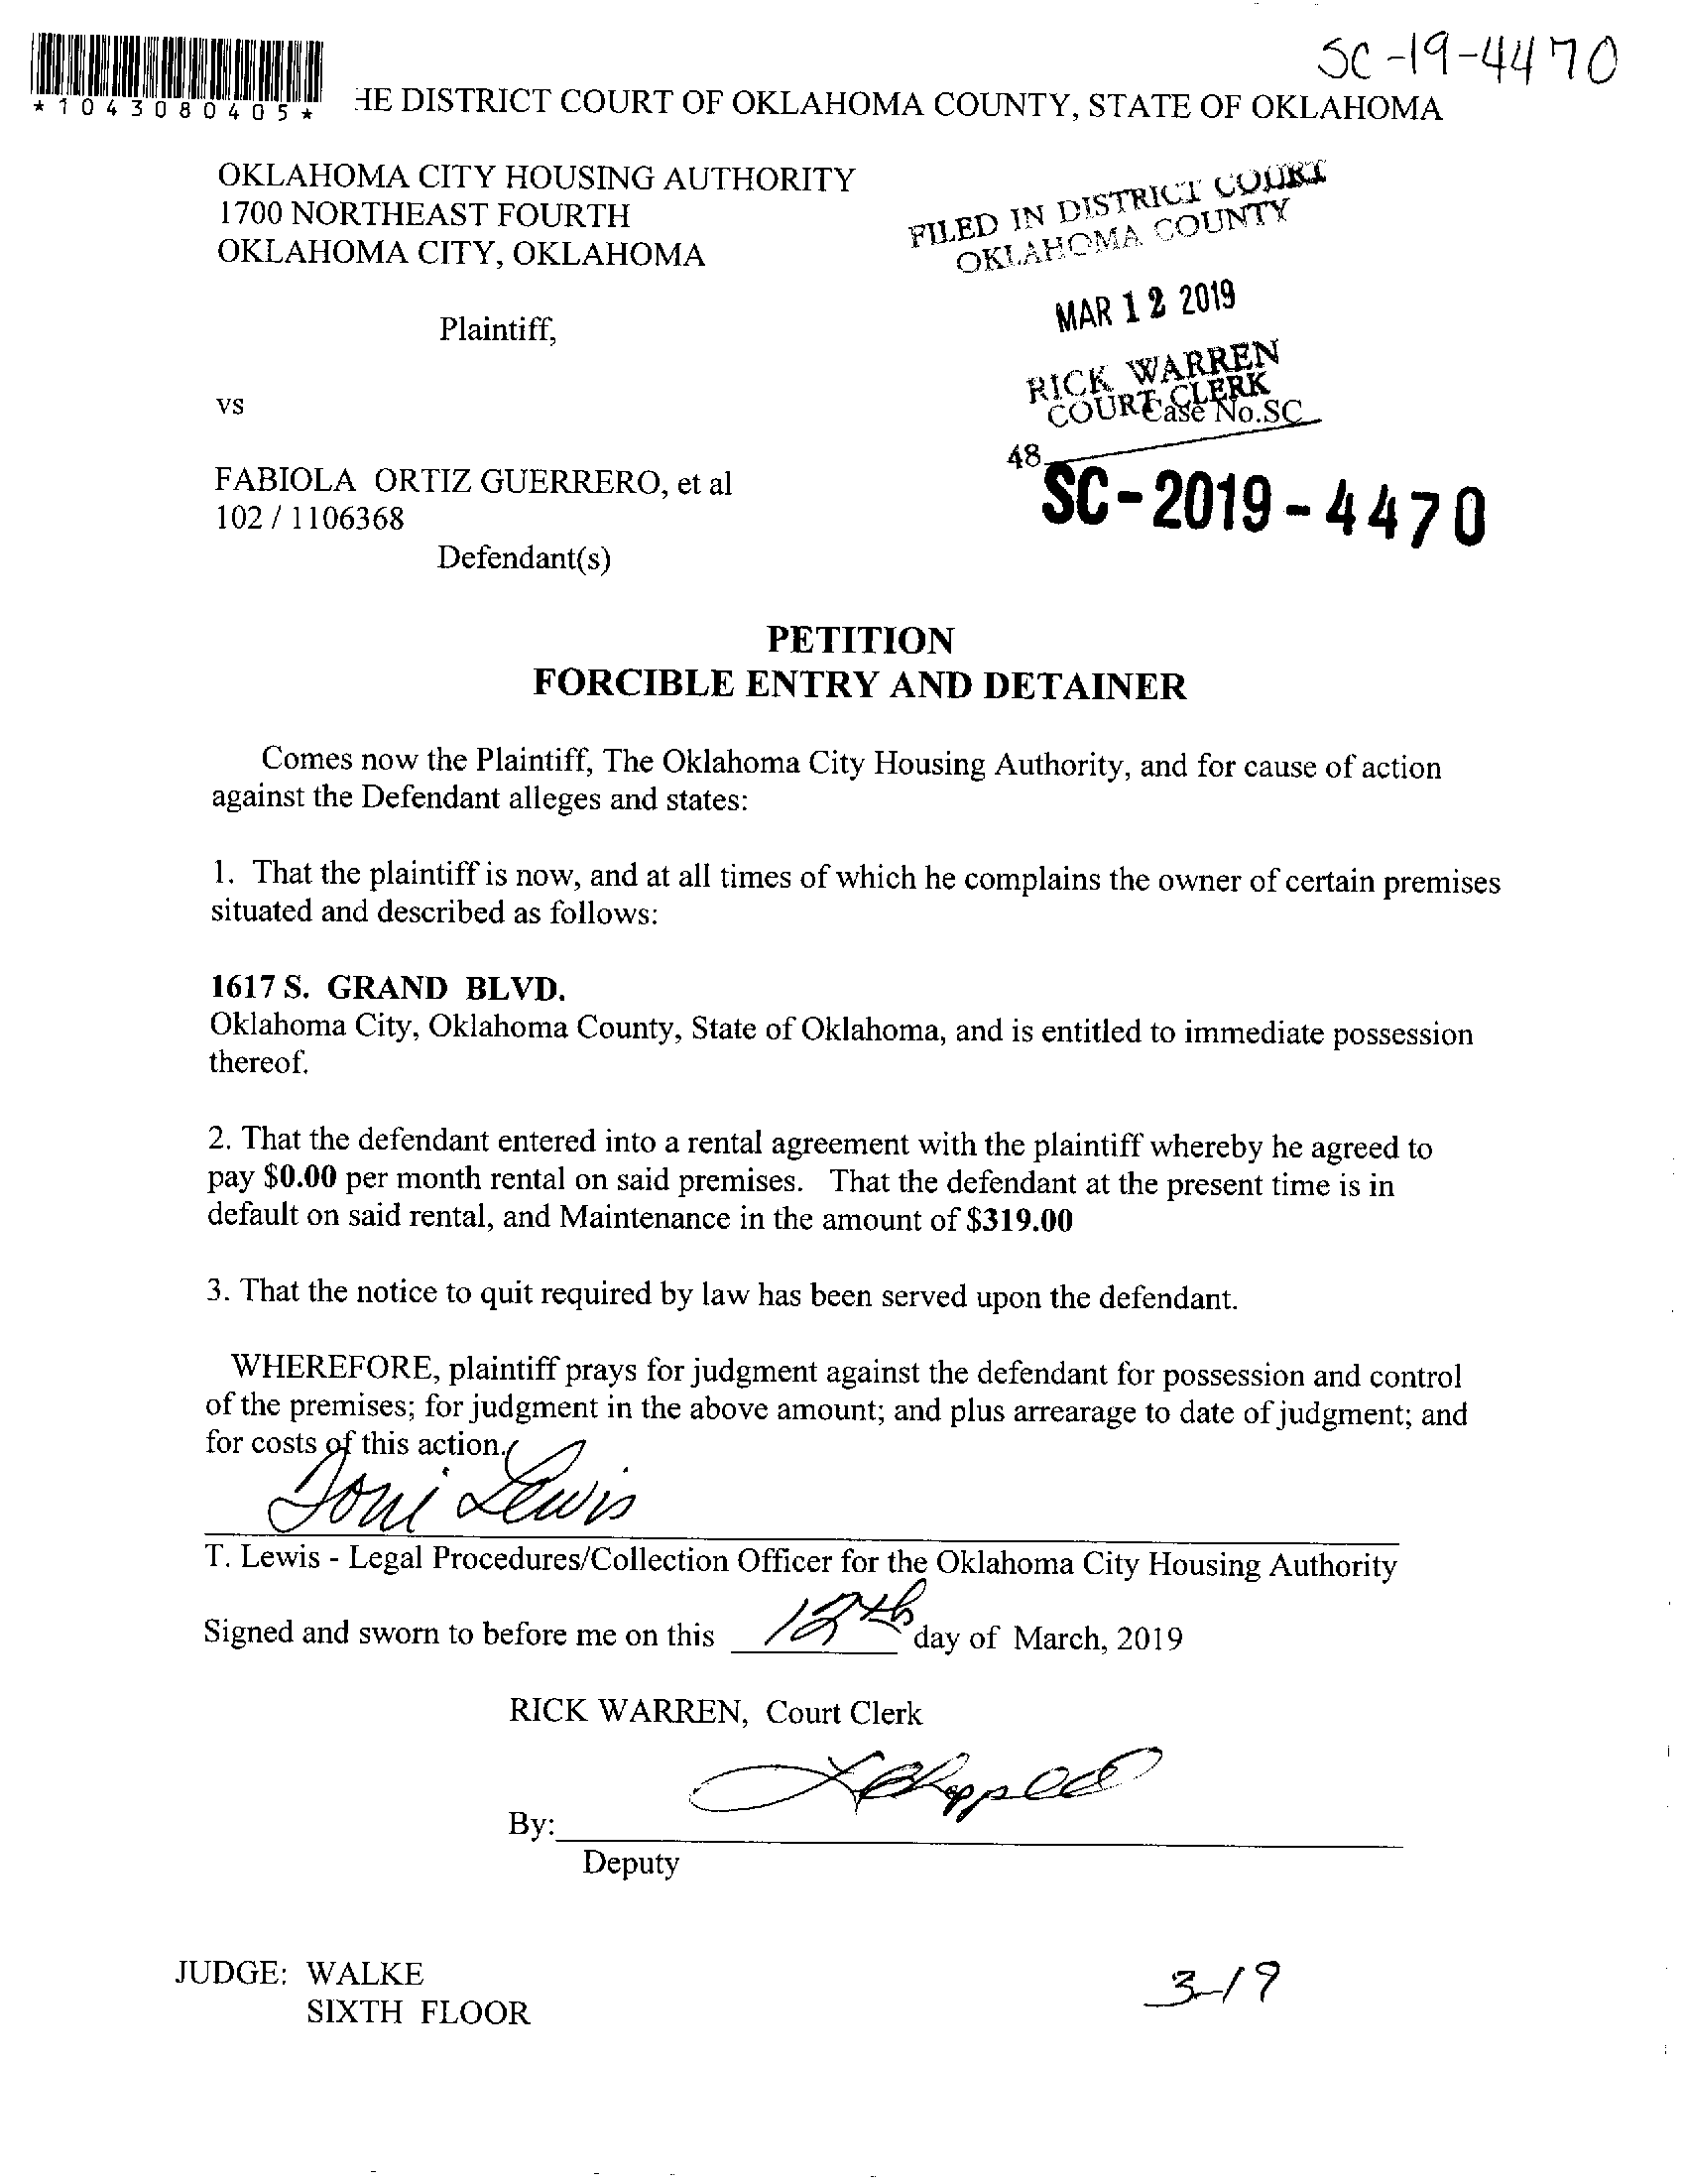 SC-19-4470
*1043080405*
HE DISTRICT COURT OF OKLAHOMA COUNTY, STATE OF OKLAHOMA
OKLAHOMA CITY HOUSING AUTHORITY
1700 NORTHEAST FOURTH
OKLAHOMA CITY, OKLAHOMA
FILED IN DISTRICT COURT
OKLAHOMA COUNTY
MAR 12 2019
Plaintiff,
RICK WARREN
COURT CLERK
vs
Case No.SC
48
FABIOLA ORTIZ GUERRERO, et al
SC-2019-4470
102 / 1106368
Defendant(s)
PETITION
FORCIBLE ENTRY AND DETAINER
Comes now the Plaintiff, The Oklahoma City Housing Authority, and for cause of action
against the Defendant alleges and states:
1. That the plaintiff is now, and at all times of which he complains the owner of certain premises
situated and described as follows:
1617 S. GRAND BLVD.
Oklahoma City, Oklahoma County, State of Oklahoma, and is entitled to immediate possession
thereof.
2. That the defendant entered into a rental agreement with the plaintiff whereby he agreed to
pay $0.00 per month rental on said premises. That the defendant at the present time is in
default on said rental, and Maintenance in the amount of $319.00
3. That the notice to quit required by law has been served upon the defendant.
WHEREFORE, plaintiff prays for judgment against the defendant for possession and control
of the premises; for judgment in the above amount; and plus arrearage to date of judgment; and
for costs of this action.
Toni Lewis
T. Lewis - Legal Procedures/Collection Officer for the Oklahoma City Housing Authority
Signed and sworn to before me on this 12th day of March, 2019
RICK WARREN, Court Clerk
By:
Deputy
JUDGE: WALKE
3-19
SIXTH FLOOR